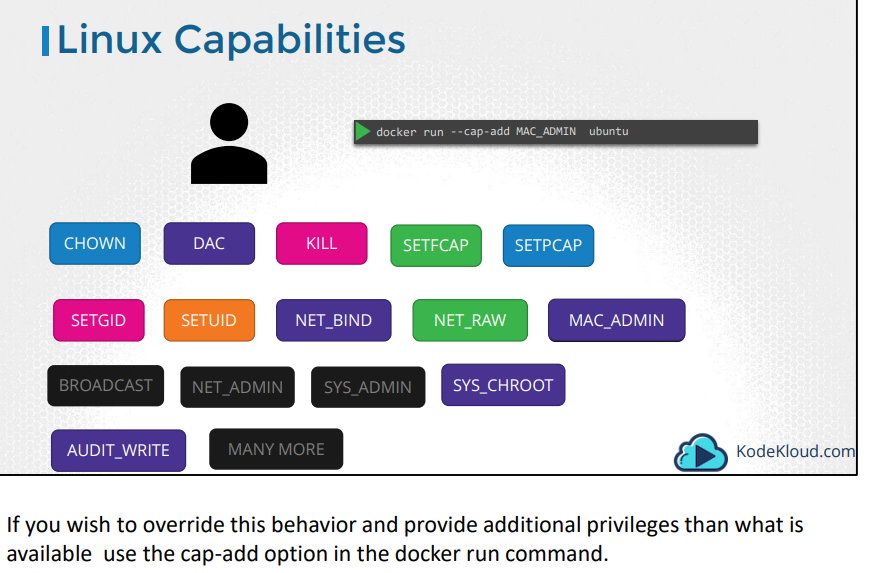 Linux Capabilities
docker run --cap-add MAC_ADMIN ubuntu
CHOWN DAC KILL SETFCAP SETPCAP
SETGID SETUID NET_BIND NET_RAW MAC_ADMIN
BROADCAST NET_ADMIN SYS_ADMIN SYS_CHROOT
AUDIT_WRITE MANY MORE
KodeKloud.com
If you wish to override this behavior and provide additional privileges than what is
available use the cap-add option in the docker run command.